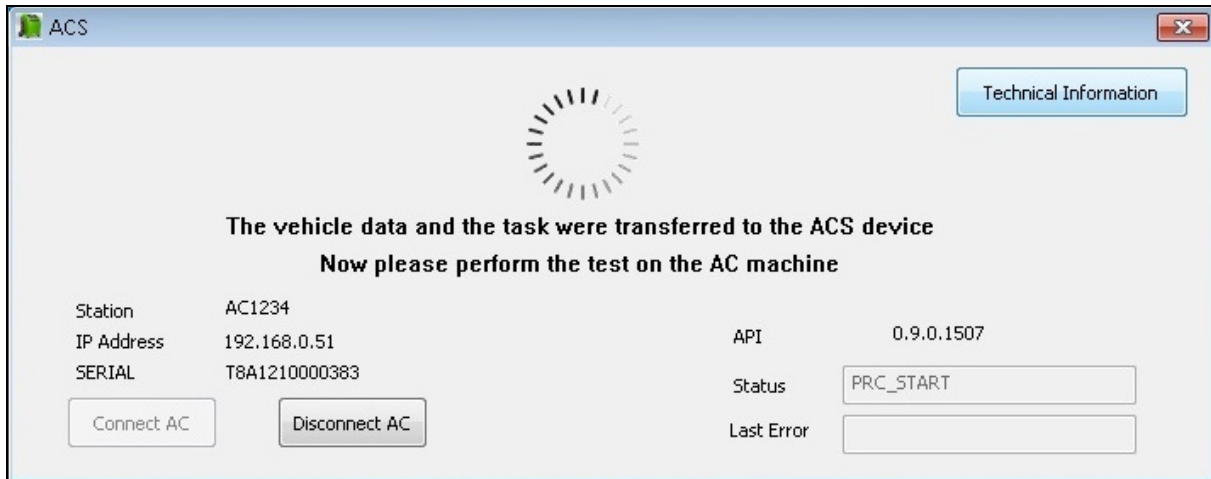 ACS
Technical Information
The vehicle data and the task were transferred to the ACS device
Now please perform the test on the AC machine
Station AC1234
IP Address 192.168.0.51
SERIAL T8A1210000383
API 0.9.0.1507
Status PRC_START
Last Error
Connect AC
Disconnect AC